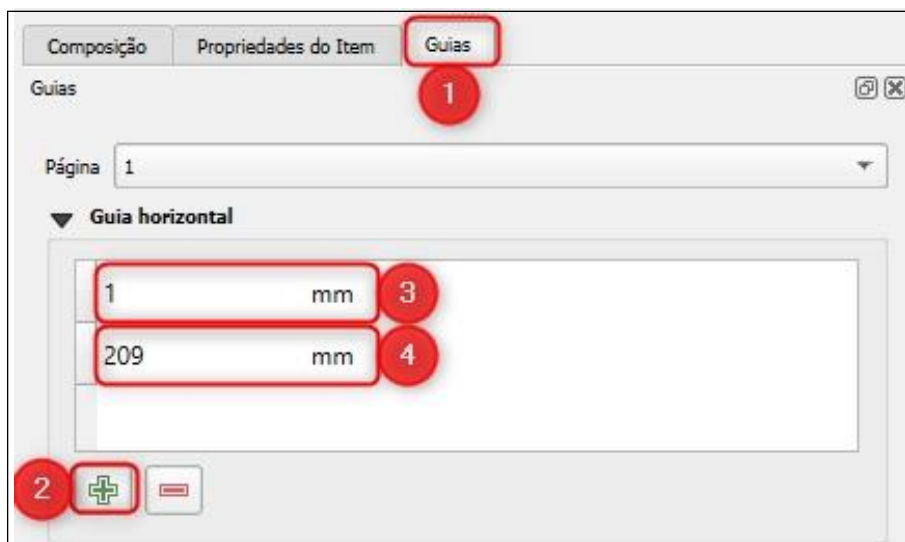 Composição Propriedades do Item Guias
1
Guias
Página 1
Guia horizontal
1 mm 3
209 mm 4
2